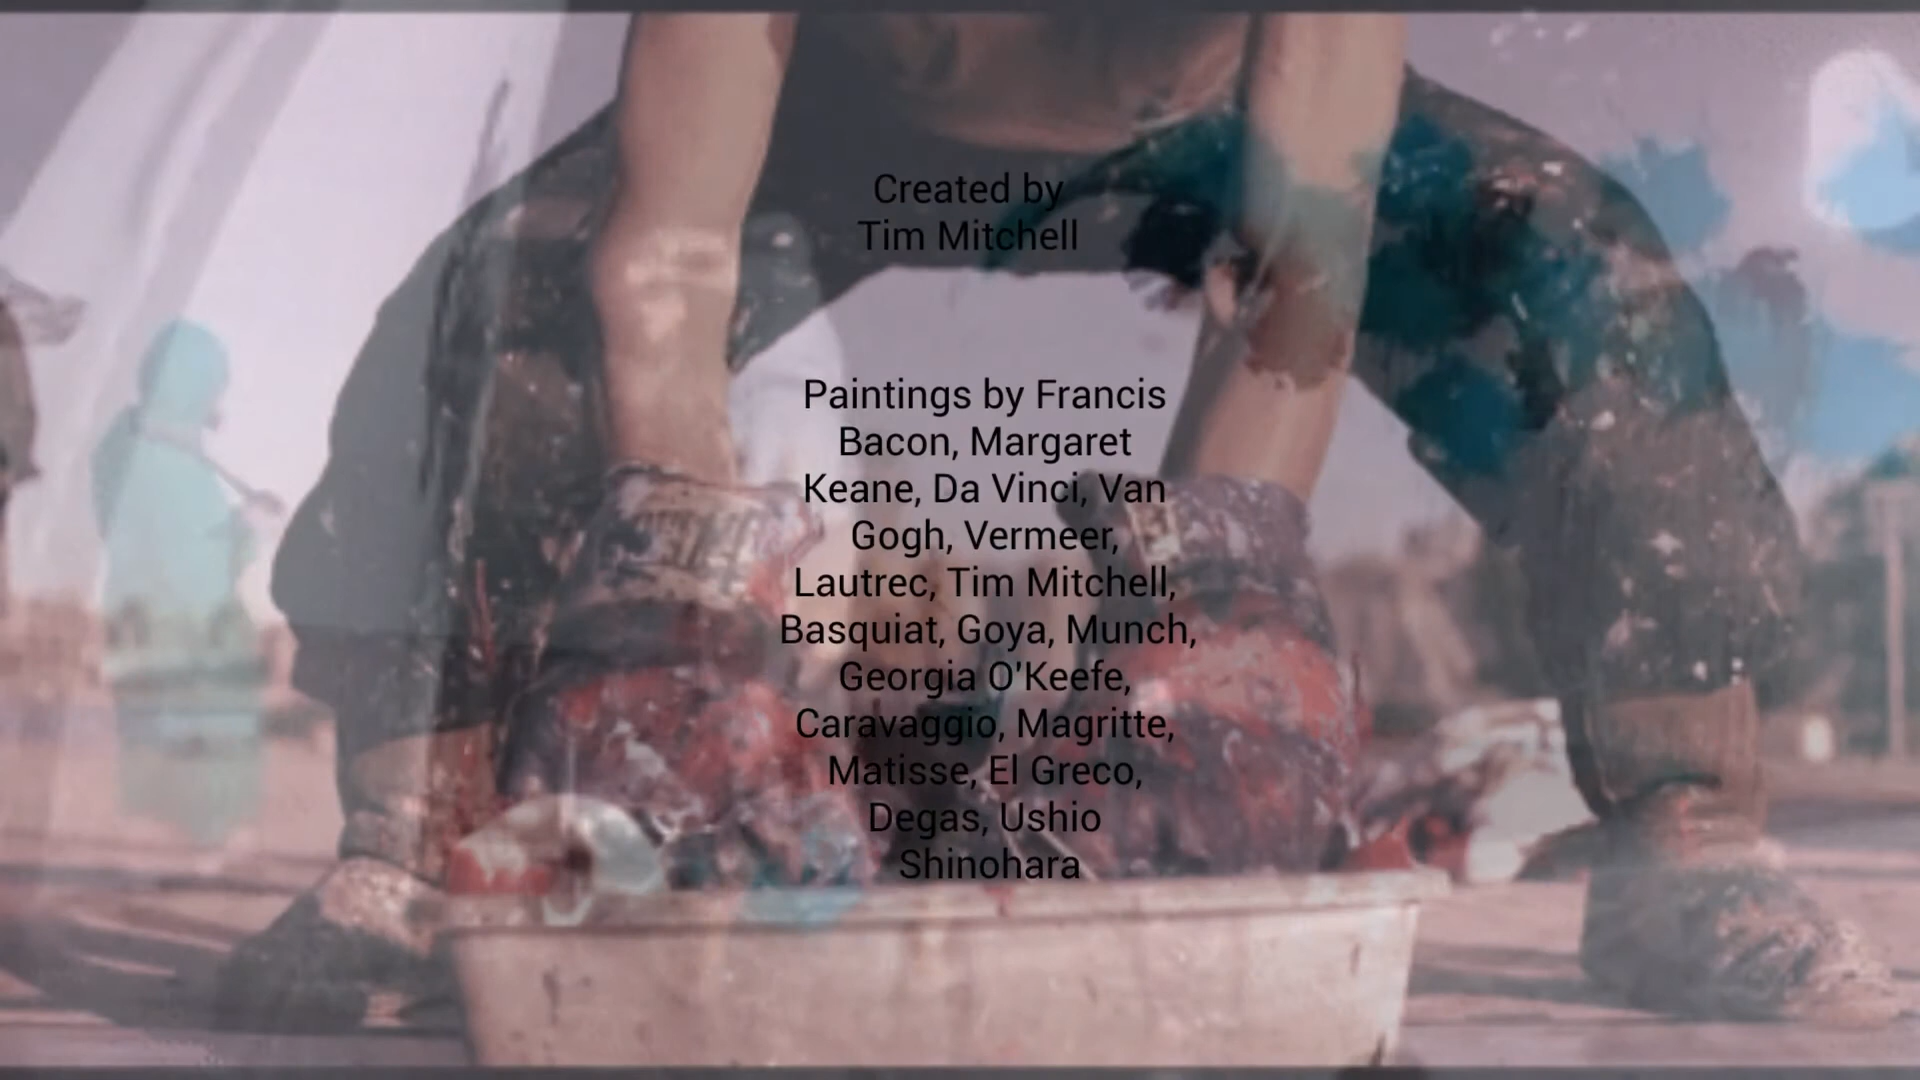 Created by
Tim Mitchell
Paintings by Francis
Bacon, Margaret
Keane, Da Vinci, Van
Gogh, Vermeer,
Lautrec, Tim Mitchell,
Basquiat, Goya, Munch,
Georgia O'Keefe,
Caravaggio, Magritte,
Matisse, El Greco,
Degas, Ushio
Shinohara